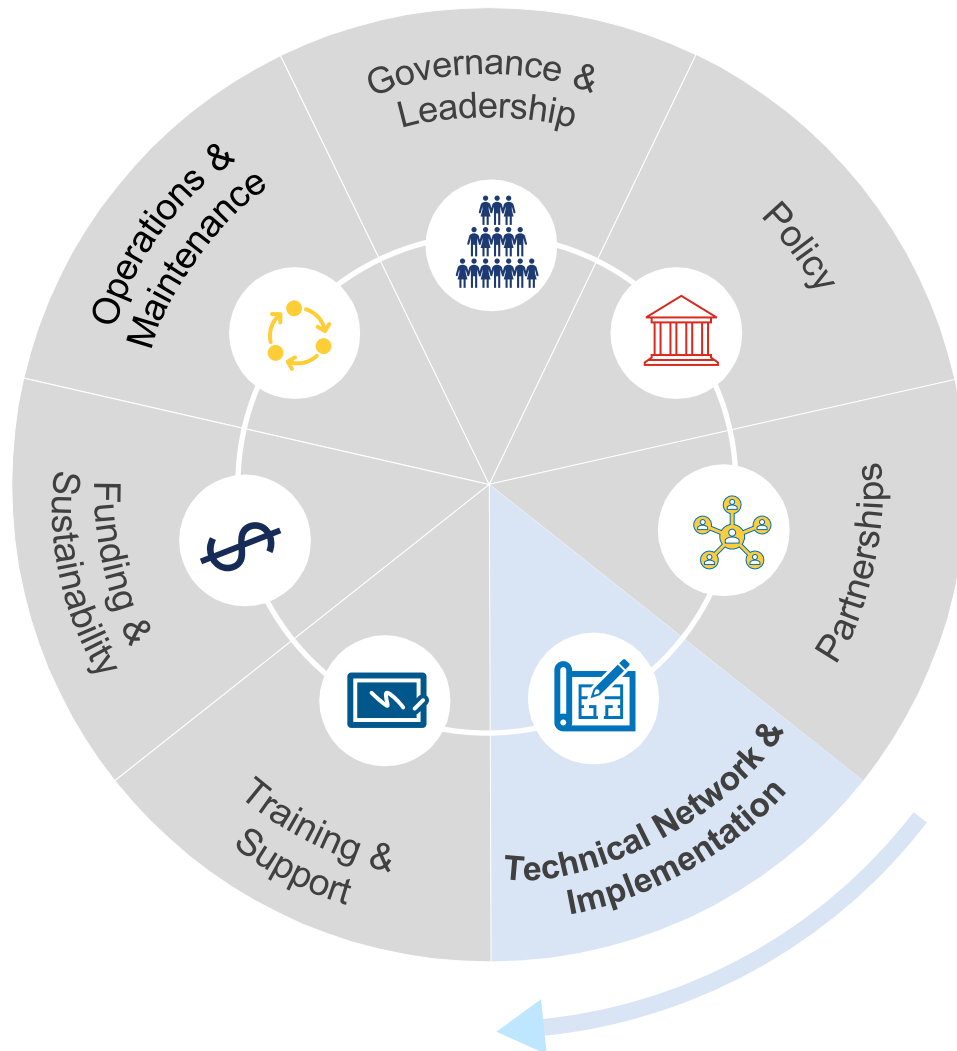 Governance &
Leadership
Policy
Partnerships
Technical Network &
Implementation
Training &
Support
Funding &
Sustainability
Operations &
Maintenance